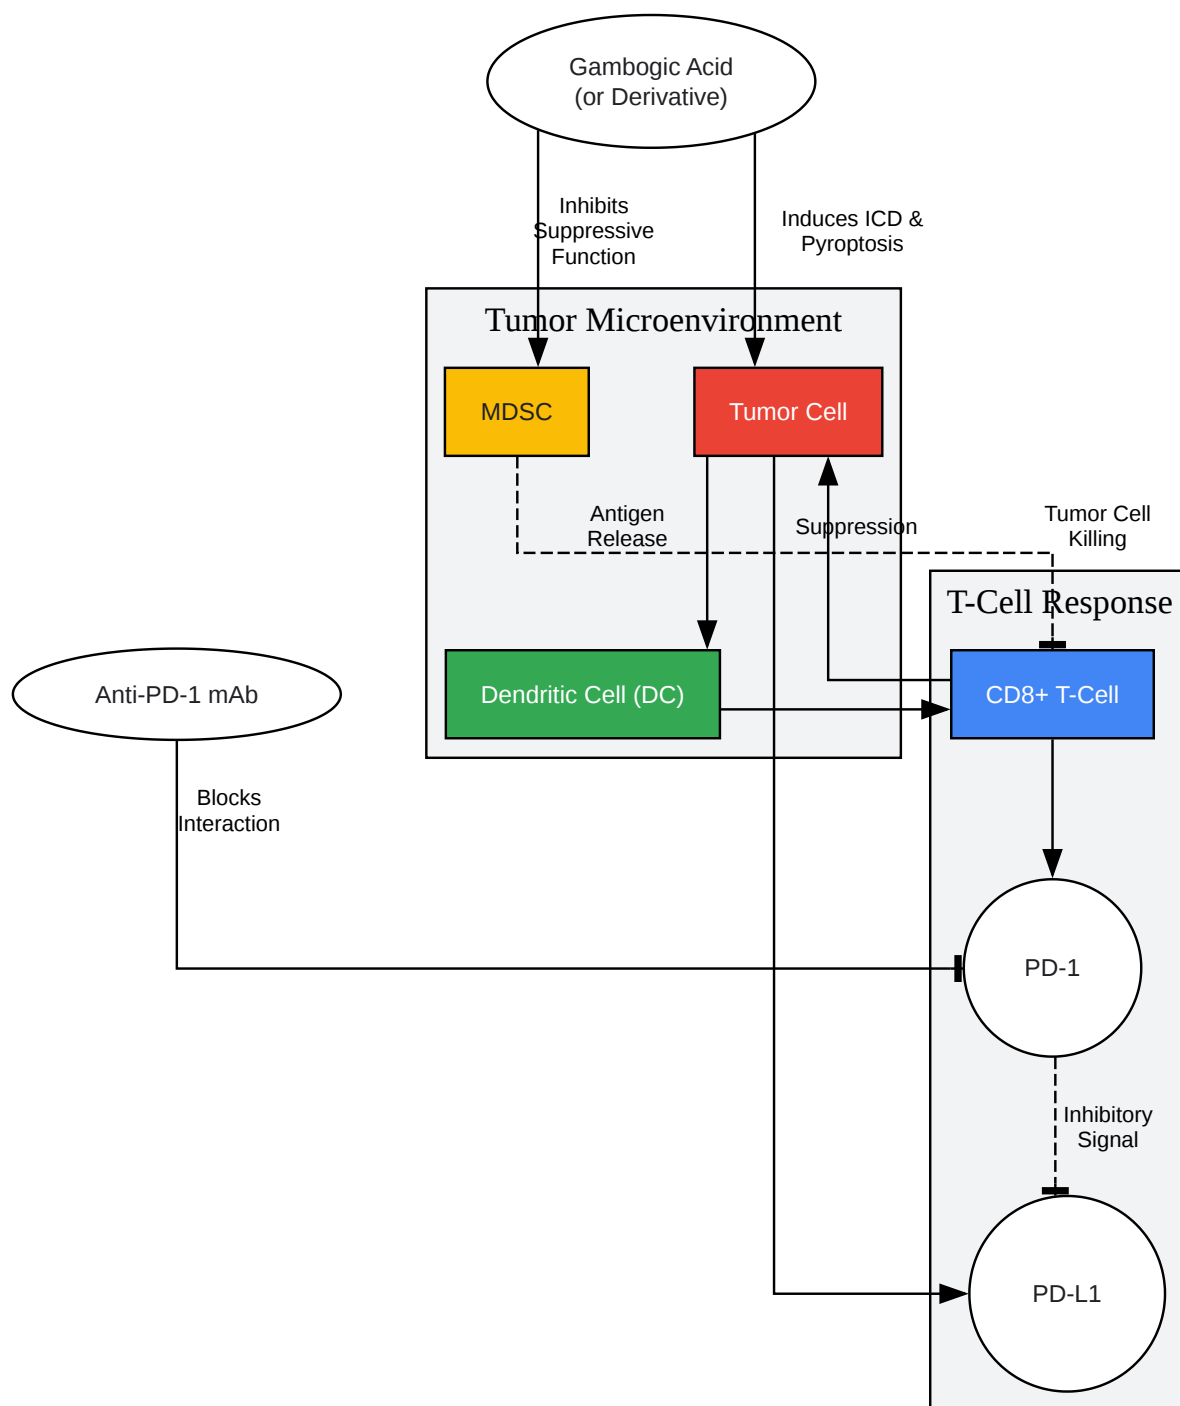 Gambogic Acid
(or Derivative)
Inhibits
Suppressive
Function
Induces ICD &
Pyroptosis
Tumor Microenvironment
MDSC
Tumor Cell
Antigen
Release
Suppression
Tumor Cell
Killing
T-Cell Response
Anti-PD-1 mAb
Dendritic Cell (DC)
CD8+ T-Cell
Blocks
Interaction
PD-1
Inhibitory
Signal
PD-L1